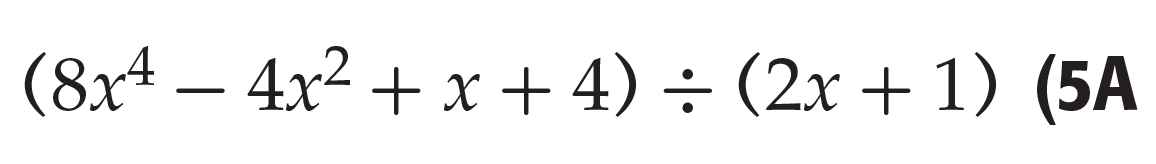 (8x⁴ − 4x² + x + 4) ÷ (2x + 1) (5A